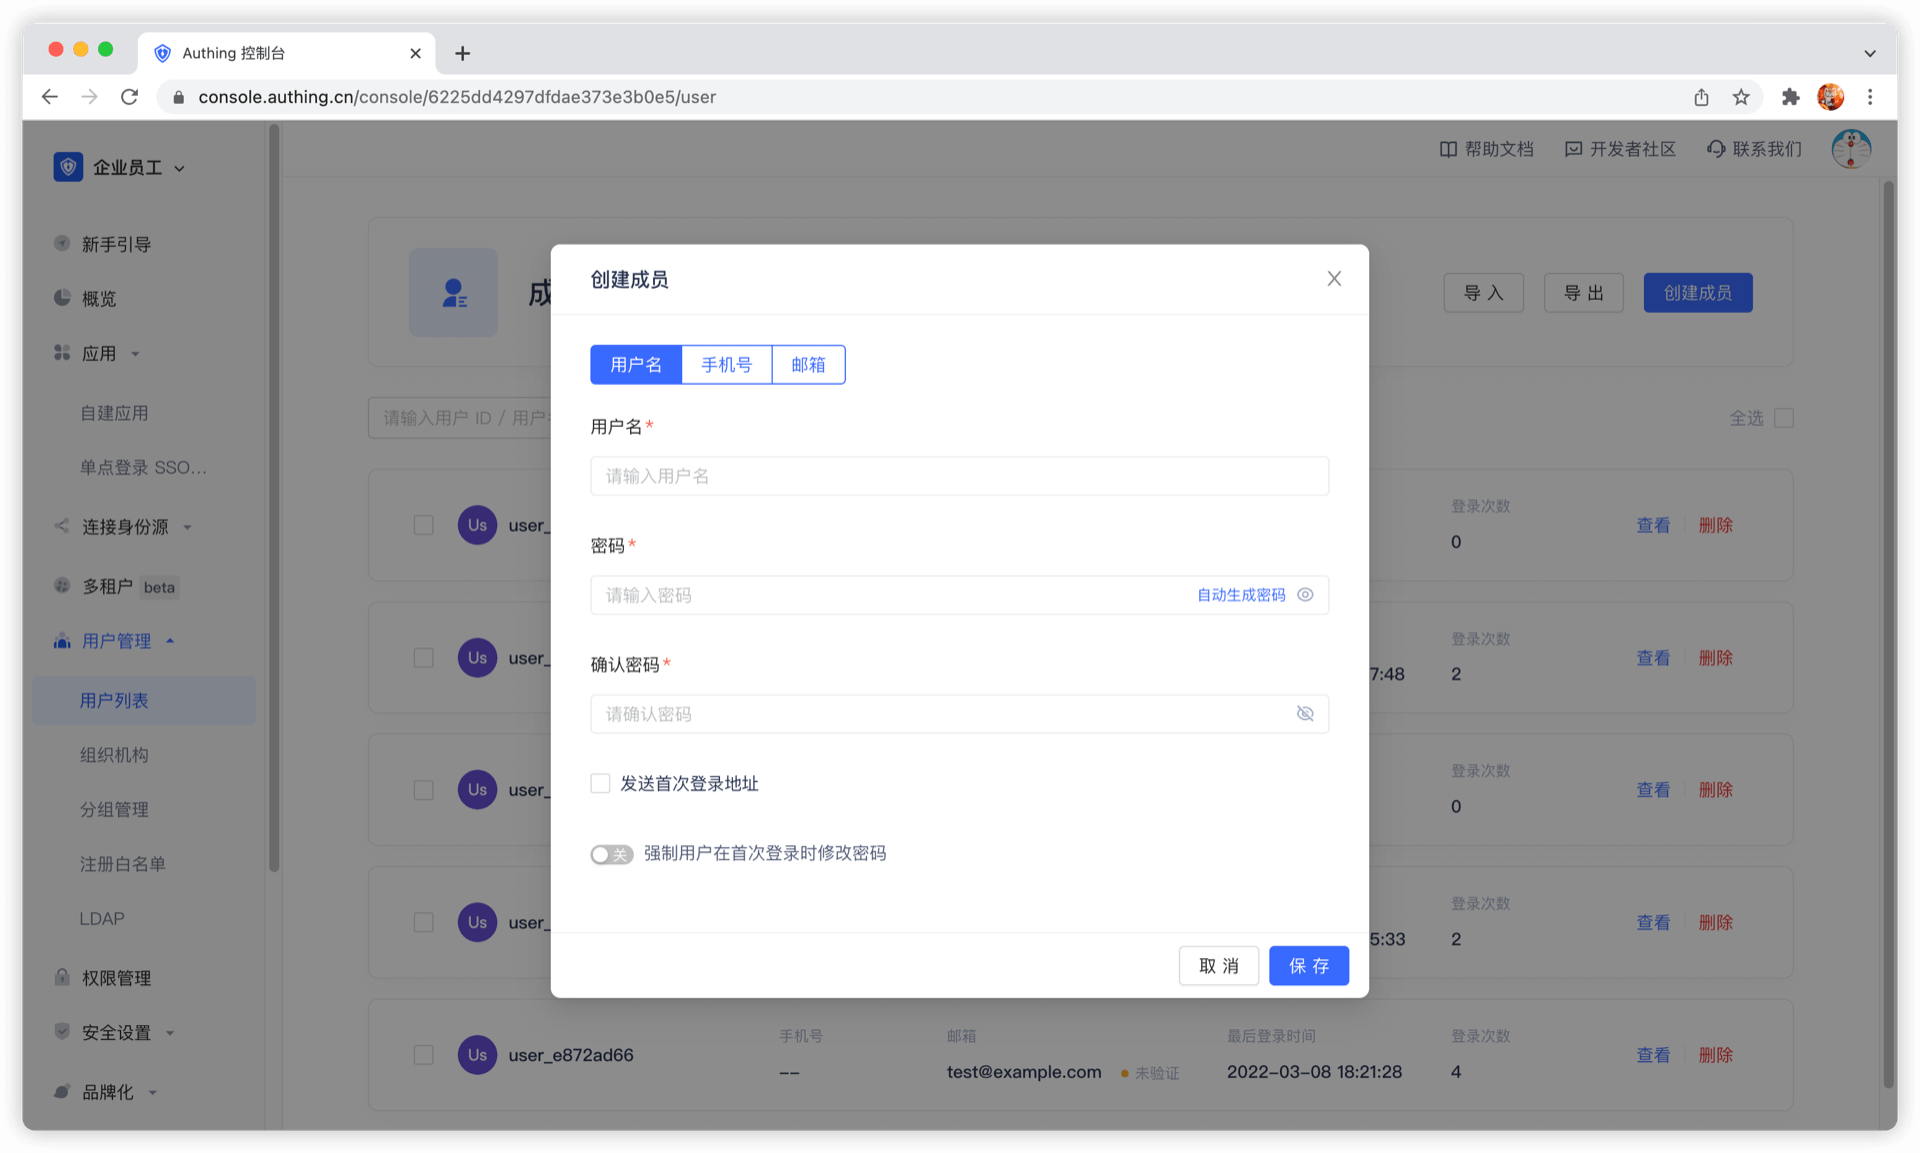 Authing 控制台
console.authing.cn/console/6225dd4297dfdae373e3b0e5/user
企业员工
帮助文档 开发者社区 联系我们
新手引导
概览
应用
自建应用
单点登录 SSO...
连接身份源
多租户 beta
用户管理
用户列表
组织机构
分组管理
注册白名单
LDAP
权限管理
安全设置
品牌化
成
导入 导出 创建成员
请输入用户 ID / 用户
全选
创建成员
用户名 手机号 邮箱
用户名*
请输入用户名
密码*
请输入密码 自动生成密码
确认密码*
请确认密码
发送首次登录地址
关 强制用户在首次登录时修改密码
取消 保存
Us user_ 登录次数 0 查看 删除
Us user_ 7:48 登录次数 2 查看 删除
Us user_ 登录次数 0 查看 删除
Us user_ 5:33 登录次数 2 查看 删除
手机号 邮箱 最后登录时间 登录次数
Us user_e872ad66 查看 删除
-- test@example.com 未验证 2022-03-08 18:21:28 4